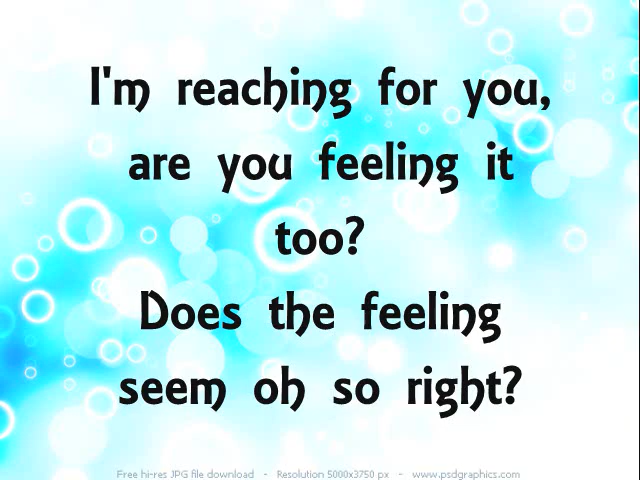 I'm reaching for you,
are you feeling it
too?
Does the feeling
seem oh so right?
Free hi-res JPG file download - Resolution 5000x3750 px - www.psdgraphics.com